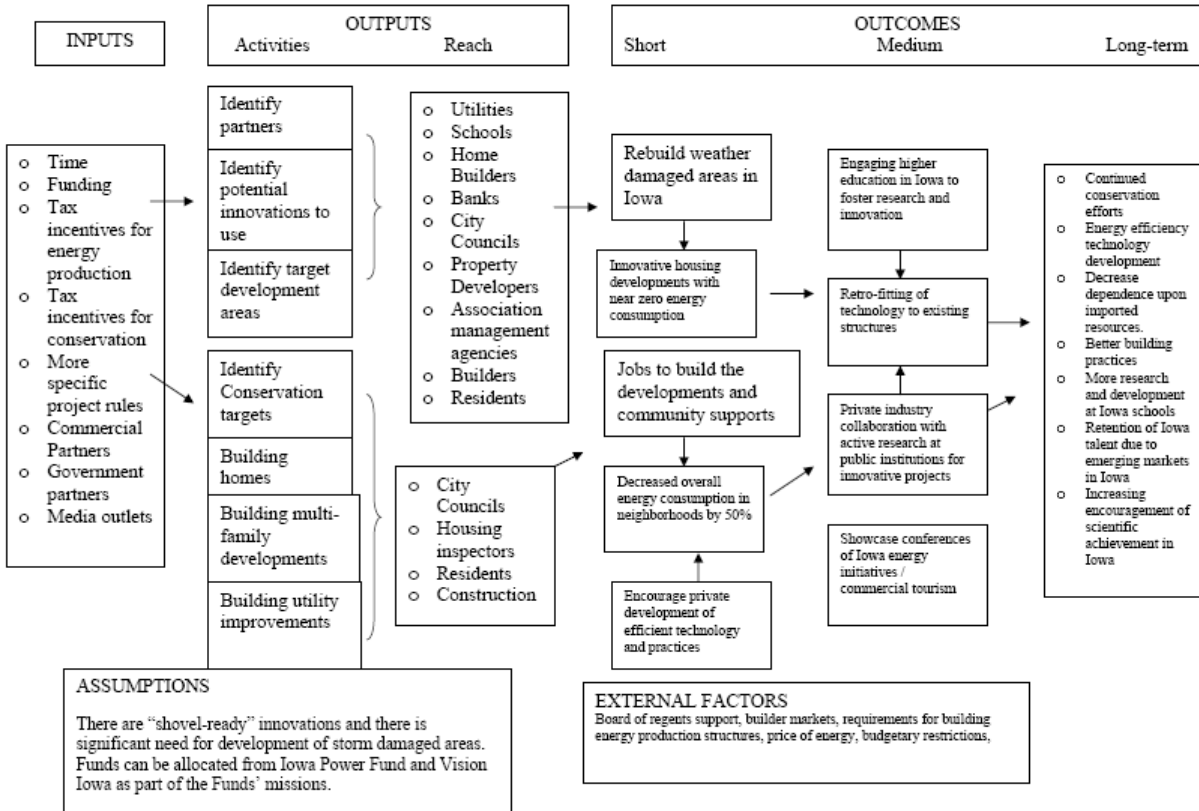 INPUTS
OUTPUTS
Activities
Reach
OUTCOMES
Short
Medium
Long-term
o Time
o Funding
o Tax
incentives for
energy
production
o Tax
incentives for
conservation
o More
specific
project rules
o Commercial
Partners
o Government
partners
o Media outlets
Identify
partners
Identify
potential
innovations to
use
Identify target
development
areas
Identify
Conservation
targets
Building
homes
Building multi-
family
developments
Building utility
improvements
o Utilities
o Schools
o Home
Builders
o Banks
o City
Councils
o Property
Developers
o Association
management
agencies
o Builders
o Residents
o City
Councils
o Housing
inspectors
o Residents
o Construction
Rebuild weather
damaged areas in
Iowa
Innovative housing
developments with
near zero energy
consumption
Jobs to build the
developments and
community supports
Decreased overall
energy consumption in
neighborhoods by 50%
Encourage private
development of
efficient technology
and practices
Engaging higher
education in Iowa to
foster research and
innovation
Retro-fitting of
technology to existing
structures
Private industry
collaboration with
active research at
public institutions for
innovative projects
Showcase conferences
of Iowa energy
initiatives /
commercial tourism
o Continued
conservation
efforts
o Energy efficiency
technology
development
o Decrease
dependence upon
imported
resources.
o Better building
practices
o More research
and development
at Iowa schools
o Retention of Iowa
talent due to
emerging markets
in Iowa
o Increasing
encouragement of
scientific
achievement in
Iowa
ASSUMPTIONS
There are “shovel-ready” innovations and there is
significant need for development of storm damaged areas.
Funds can be allocated from Iowa Power Fund and Vision
Iowa as part of the Funds’ missions.
EXTERNAL FACTORS
Board of regents support, builder markets, requirements for building
energy production structures, price of energy, budgetary restrictions,